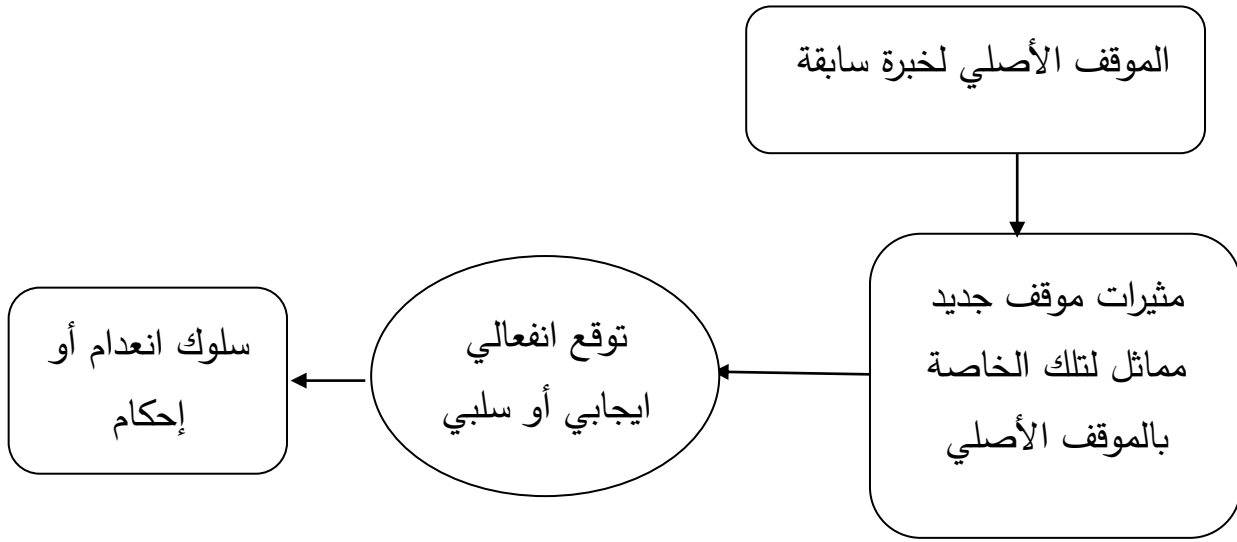 الموقف الأصلي لخبرة سابقة
مثيرات موقف جديد
مماثل لتلك الخاصة
بالموقف الأصلي
توقع انفعالي
ايجابي أو سلبي
سلوك انعدام أو
إحكام